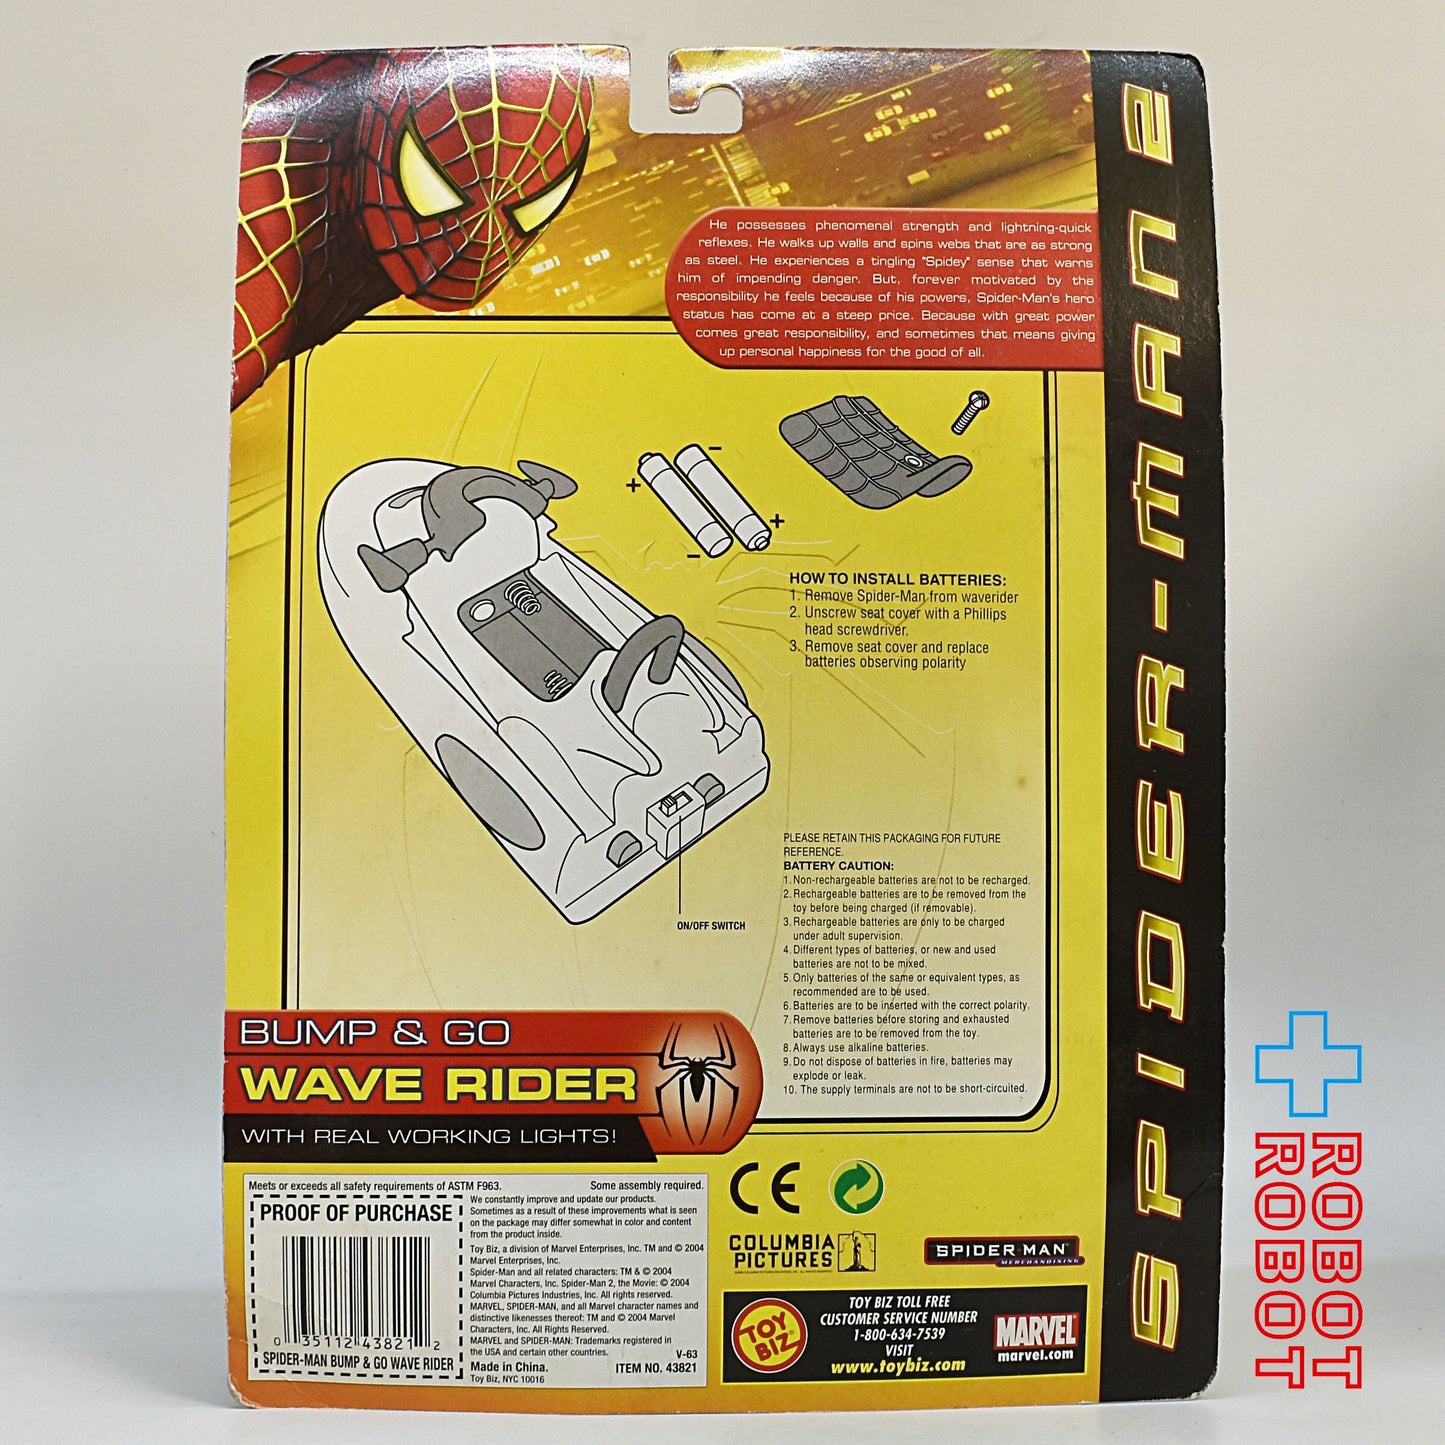 He possesses phenomenal strength and lightning-quick
reflexes. He walks up walls and spins webs that are as strong
as steel. He experiences a tingling "Spidey" sense that warns
him of impending danger. But, forever motivated by the
responsibility he feels because of his powers, Spider-Man's hero
status has come at a steep price. Because with great power
comes great responsibility, and sometimes that means giving
up personal happiness for the good of all.
SPIDER-MAN 2
+
-
-
+
HOW TO INSTALL BATTERIES:
1. Remove Spider-Man from waverider
2. Unscrew seat cover with a Phillips
head screwdriver.
3. Remove seat cover and replace
batteries observing polarity
ON/OFF SWITCH
PLEASE RETAIN THIS PACKAGING FOR FUTURE
REFERENCE.
BATTERY CAUTION:
1. Non-rechargeable batteries are not to be recharged.
2. Rechargeable batteries are to be removed from the
toy before being charged (if removable).
3. Rechargeable batteries are only to be charged
under adult supervision.
4. Different types of batteries, or new and used
batteries are not to be mixed.
5. Only batteries of the same or equivalent types, as
recommended are to be used.
6. Batteries are to be inserted with the correct polarity.
7. Remove batteries before storing and exhausted
batteries are to be removed from the toy.
8. Always use alkaline batteries.
9. Do not dispose of batteries in fire, batteries may
explode or leak.
10. The supply terminals are not to be short-circuited.
BUMP & GO
WAVE RIDER
WITH REAL WORKING LIGHTS!
Meets or exceeds all safety requirements of ASTM F963.
Some assembly required.
PROOF OF PURCHASE
0 35112 43821 2
SPIDER-MAN BUMP & GO WAVE RIDER
We constantly improve and update our products.
Sometimes as a result of these improvements what is seen
on the package may differ somewhat in color and content
from the product inside.
Toy Biz, a division of Marvel Enterprises, Inc. TM and © 2004
Marvel Enterprises, Inc.
Spider-Man and all related characters: TM & © 2004
Marvel Characters, Inc. Spider-Man 2, the Movie: © 2004
Columbia Pictures Industries, Inc. All rights reserved.
MARVEL, SPIDER-MAN, and all Marvel character names and
distinctive likenesses thereof: TM and © 2004 Marvel
Characters, Inc. All Rights Reserved.
MARVEL and SPIDER-MAN: Trademarks registered in
the USA and certain other countries.
V-63
Made in China.
ITEM NO. 43821
Toy Biz, NYC 10016
CE
COLUMBIA
PICTURES
SPIDER-MAN
MERCHANDISING
TOY
BIZ
TOY BIZ TOLL FREE
CUSTOMER SERVICE NUMBER
1-800-634-7539
VISIT
www.toybiz.com
MARVEL
marvel.com
ROBOT
ROBOT